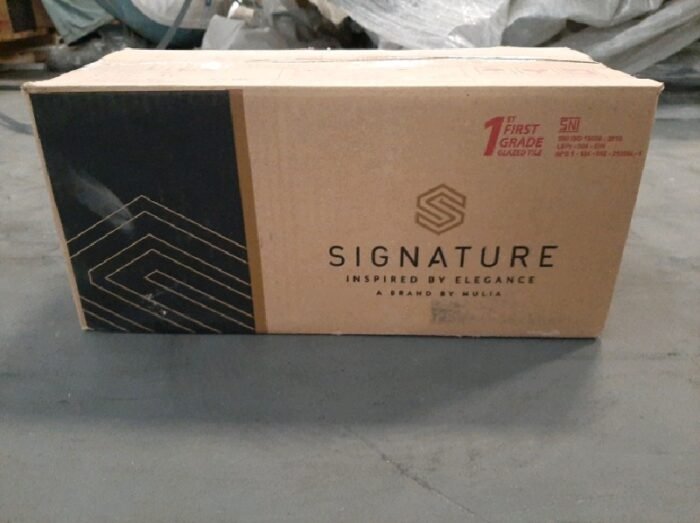 1ST
FIRST
GRADE
GLAZED TILE
SNI
SIGNATURE
INSPIRED BY ELEGANCE
A BRAND BY MULIA